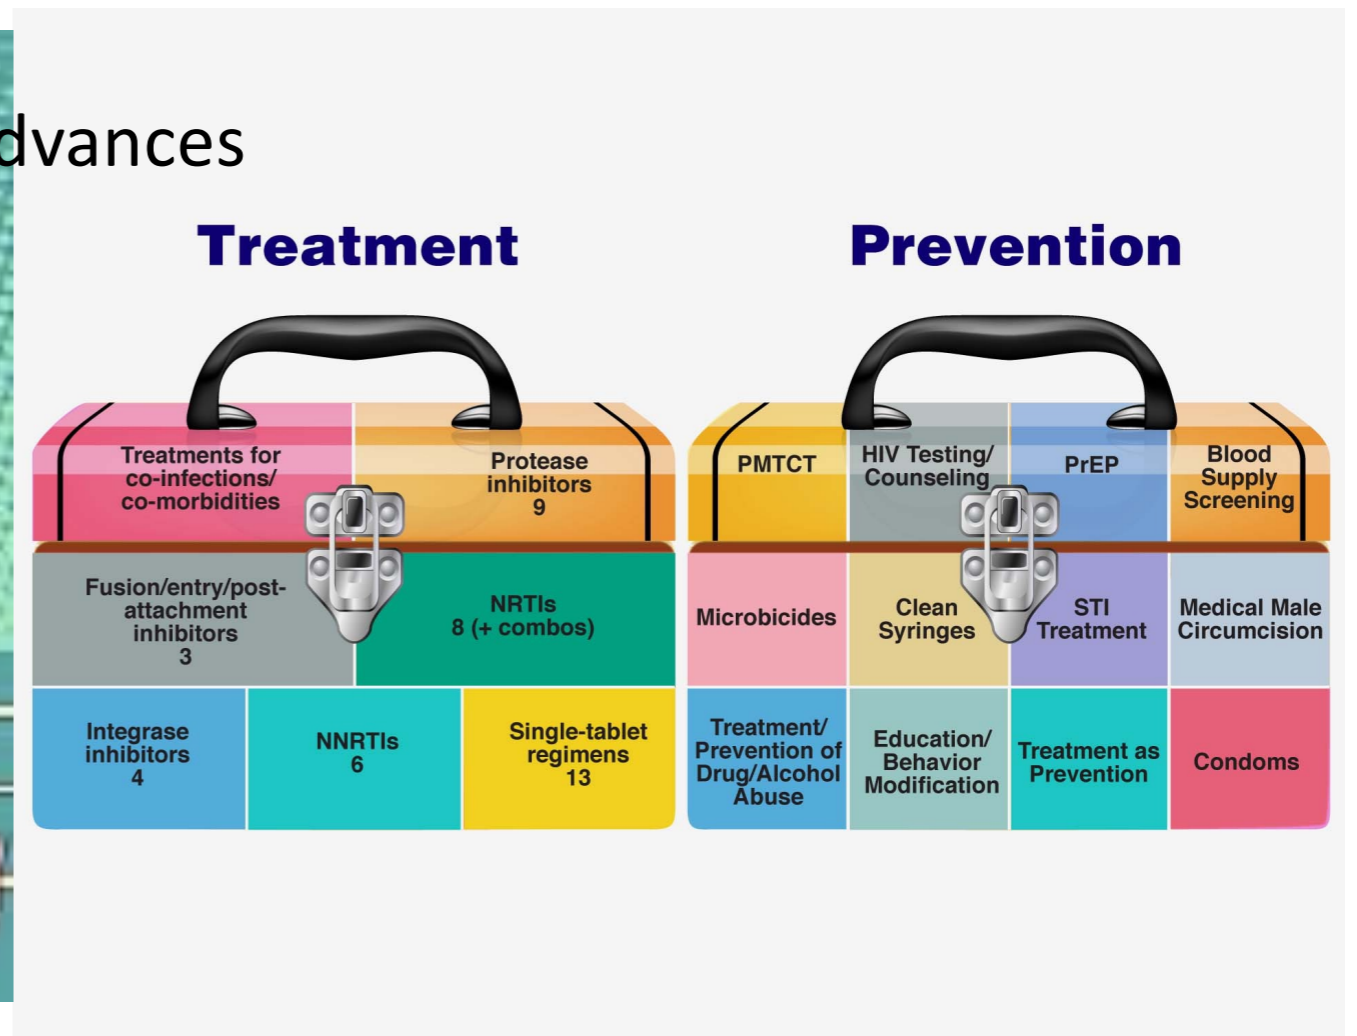 dvances
Treatment
Treatments for
co-infections/
co-morbidities
Protease
inhibitors
9
Fusion/entry/post-
attachment
inhibitors
3
NRTIs
8 (+ combos)
Integrase
inhibitors
4
NNRTIs
6
Single-tablet
regimens
13
Prevention
PMTCT
HIV Testing/
Counseling
PrEP
Blood
Supply
Screening
Microbicides
Clean
Syringes
STI
Treatment
Medical Male
Circumcision
Treatment/
Prevention of
Drug/Alcohol
Abuse
Education/
Behavior
Modification
Treatment as
Prevention
Condoms